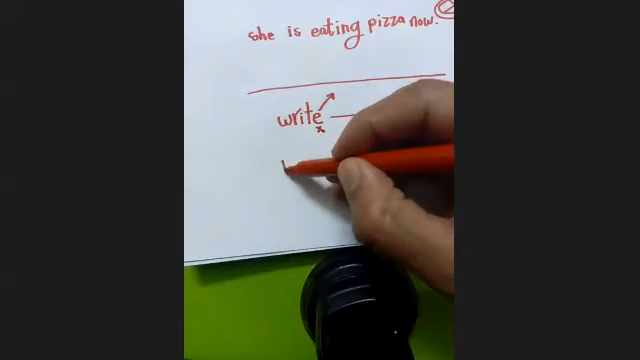 she is eating pizza now.
write
x